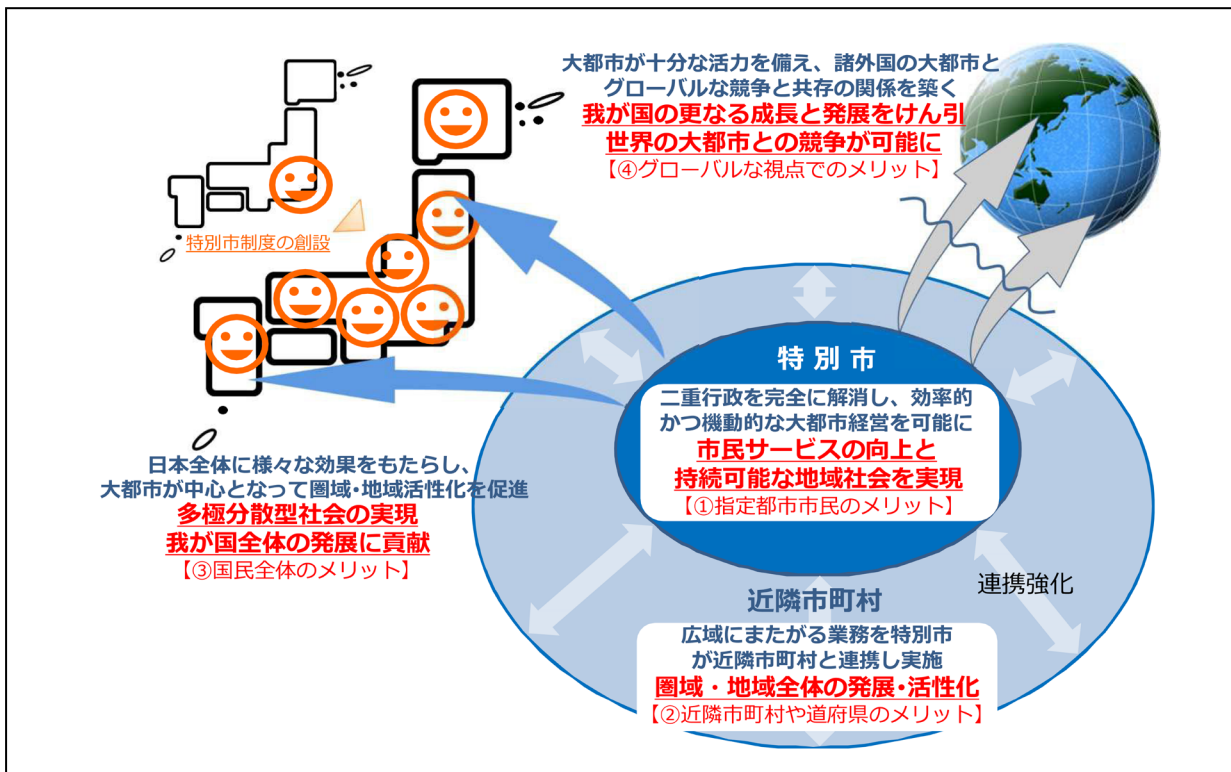 大都市が十分な活力を備え、諸外国の大都市と
グローバルな競争と共存の関係を築く
我が国の更なる成長と発展をけん引
世界の大都市との競争が可能に
【④グローバルな視点でのメリット】
特別市制度の創設
特別市
二重行政を完全に解消し、効率的
かつ機動的な大都市経営を可能に
市民サービスの向上と
持続可能な地域社会を実現
【①指定都市市民のメリット】
日本全体に様々な効果をもたらし、
大都市が中心となって圏域・地域活性化を促進
多極分散型社会の実現
我が国全体の発展に貢献
【③国民全体のメリット】
連携強化
近隣市町村
広域にまたがる業務を特別市
が近隣市町村と連携し実施
圏域・地域全体の発展・活性化
【②近隣市町村や道府県のメリット】